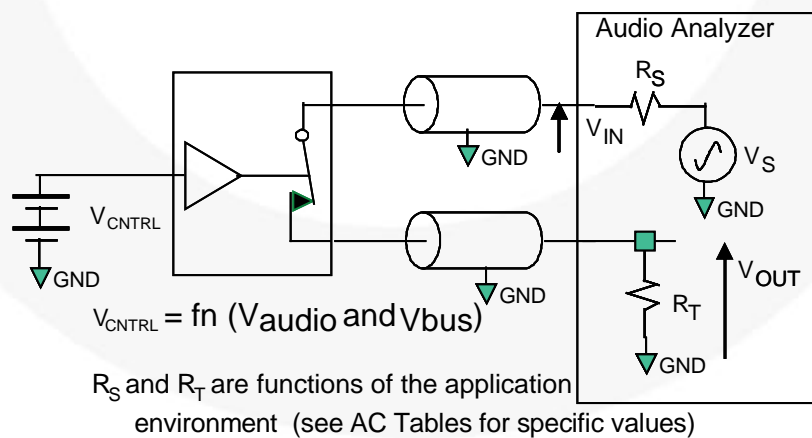 Audio Analyzer
RS
VIN
VS
GND
GND
VCNTRL
GND
GND
VOUT
RT
GND
VCNTRL = fn (Vaudio and Vbus)
RS and RT are functions of the application
environment (see AC Tables for specific values)